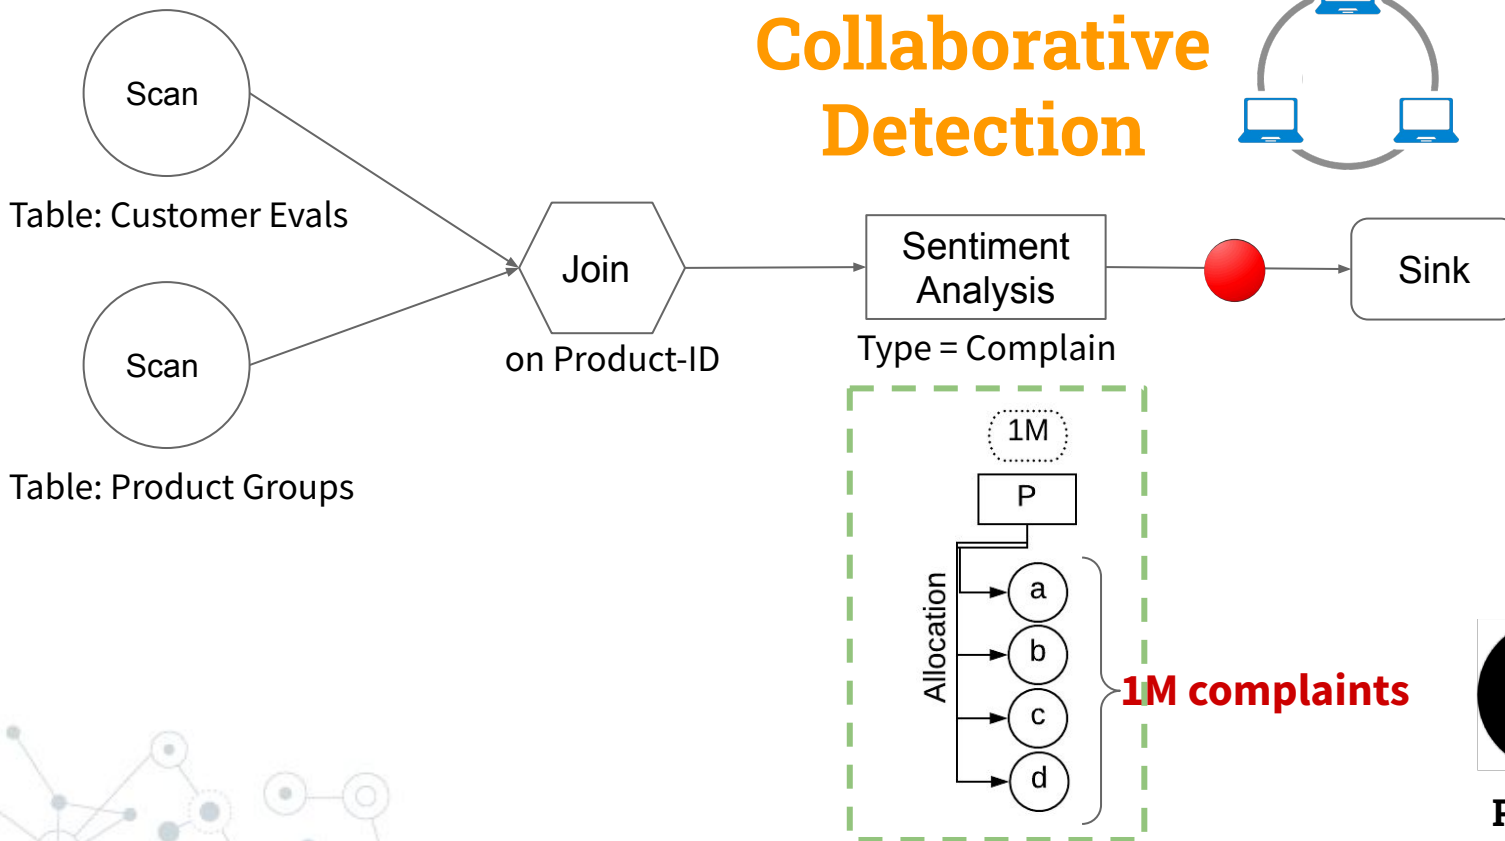 Collaborative
Detection
Scan
Table: Customer Evals
Scan
Table: Product Groups
Join
on Product-ID
Sentiment
Analysis
Type = Complain
Sink
1M
P
Allocation
a
b
c
d
1M complaints